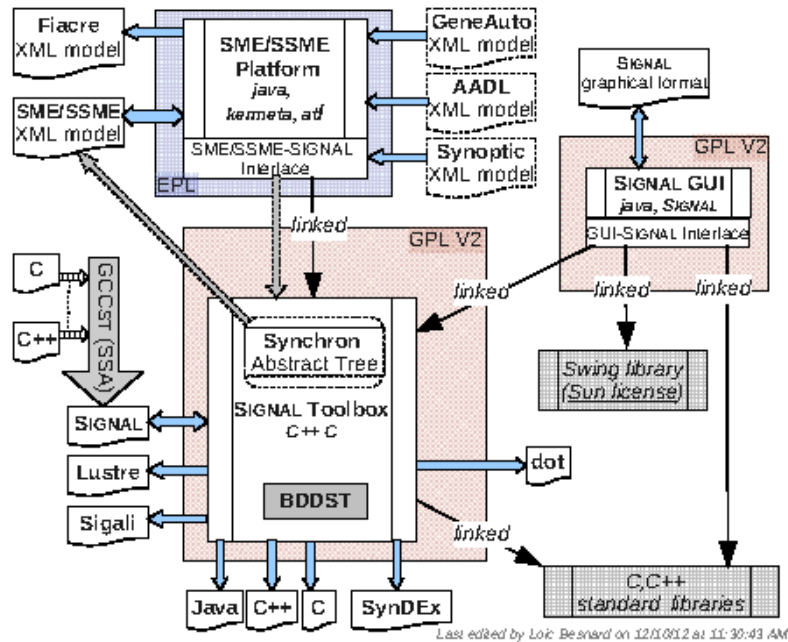 Fiacre
XML model
SME/SSME
Platform
java,
kermeta, atl
GeneAuto
XML model
SME/SSME
XML model
AADL
XML model
SME/SSME-SIGNAL
Interface
Synoptic
XML model
EPL
SIGNAL
graphical format
GPL V2
SIGNAL GUI
java, SIGNAL
GUI-SIGNAL Interface
linked
GPL V2
linked
linked
linked
C
C++
GCCST (SSA)
Synchron
Abstract Tree
SIGNAL Toolbox
C++ C
BDDST
Swing library
(Sun license)
SIGNAL
Lustre
Sigali
dot
linked
Java
C++
C
SynDEx
C,C++
standard libraries
Last edited by Loïc Besnard on 12/10/12 at 11:30:43 AM